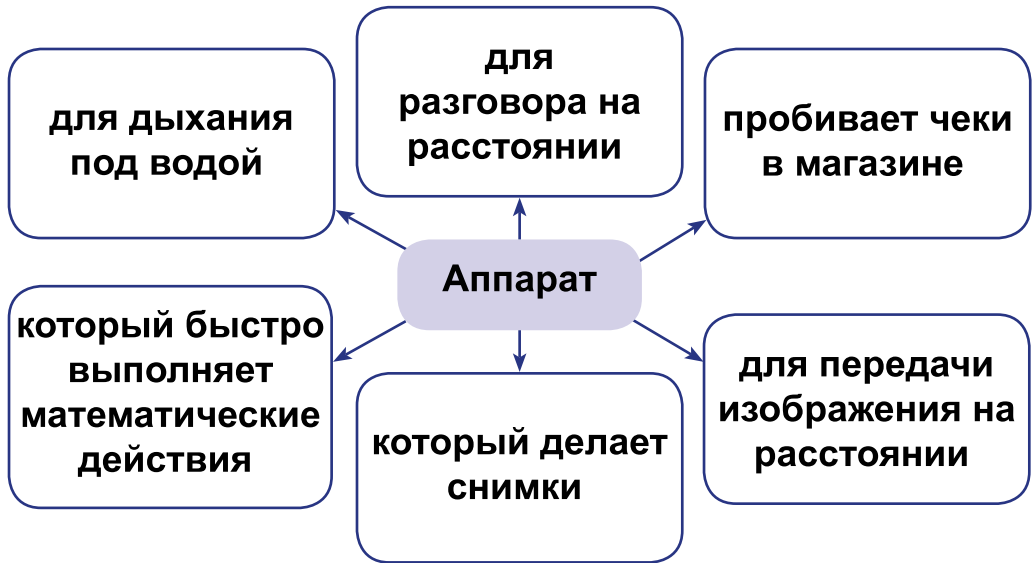 для дыхания
под водой
для
разговора на
расстоянии
пробивает чеки
в магазине
Аппарат
который быстро
выполняет
математические
действия
который делает
снимки
для передачи
изображения на
расстоянии